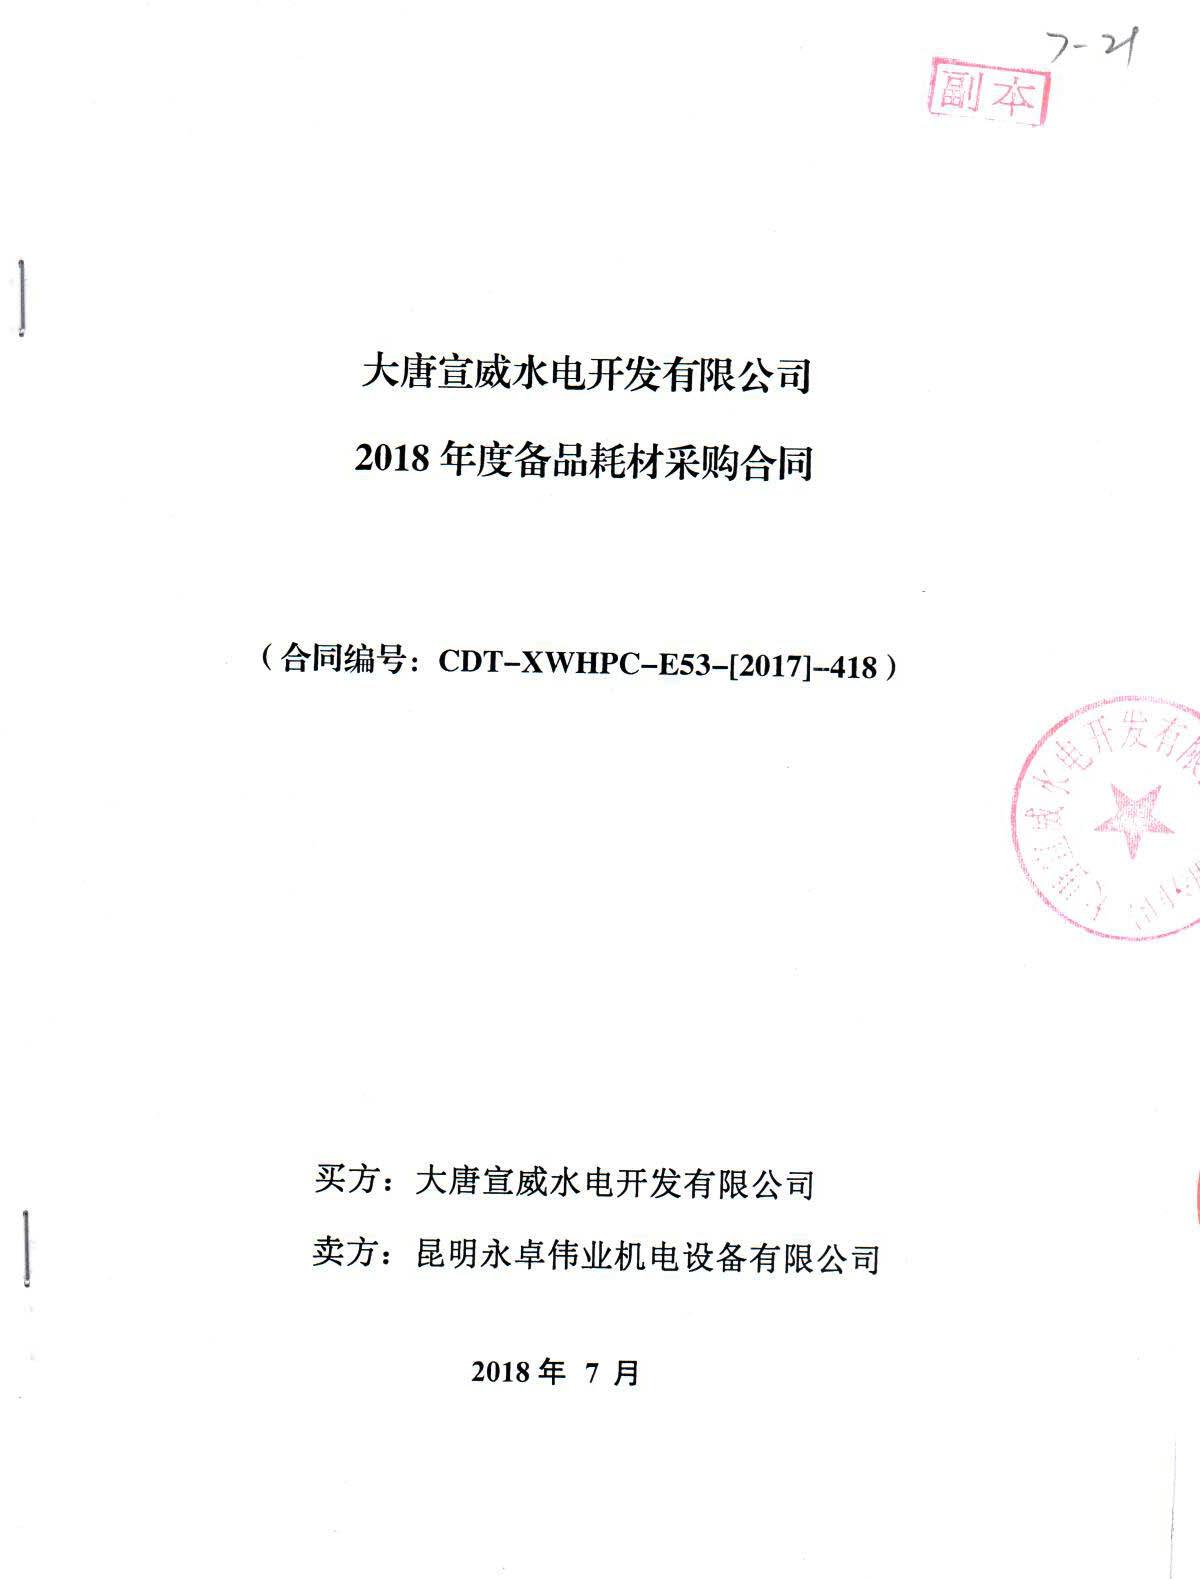 7-21
副本
大唐宣威水电开发有限公司
2018 年度备品耗材采购合同
（合同编号：CDT-XWHPC-E53-[2017]--418）
威水电开发有限
买方：大唐宣威水电开发有限公司
卖方：昆明永卓伟业机电设备有限公司
2018 年 7 月